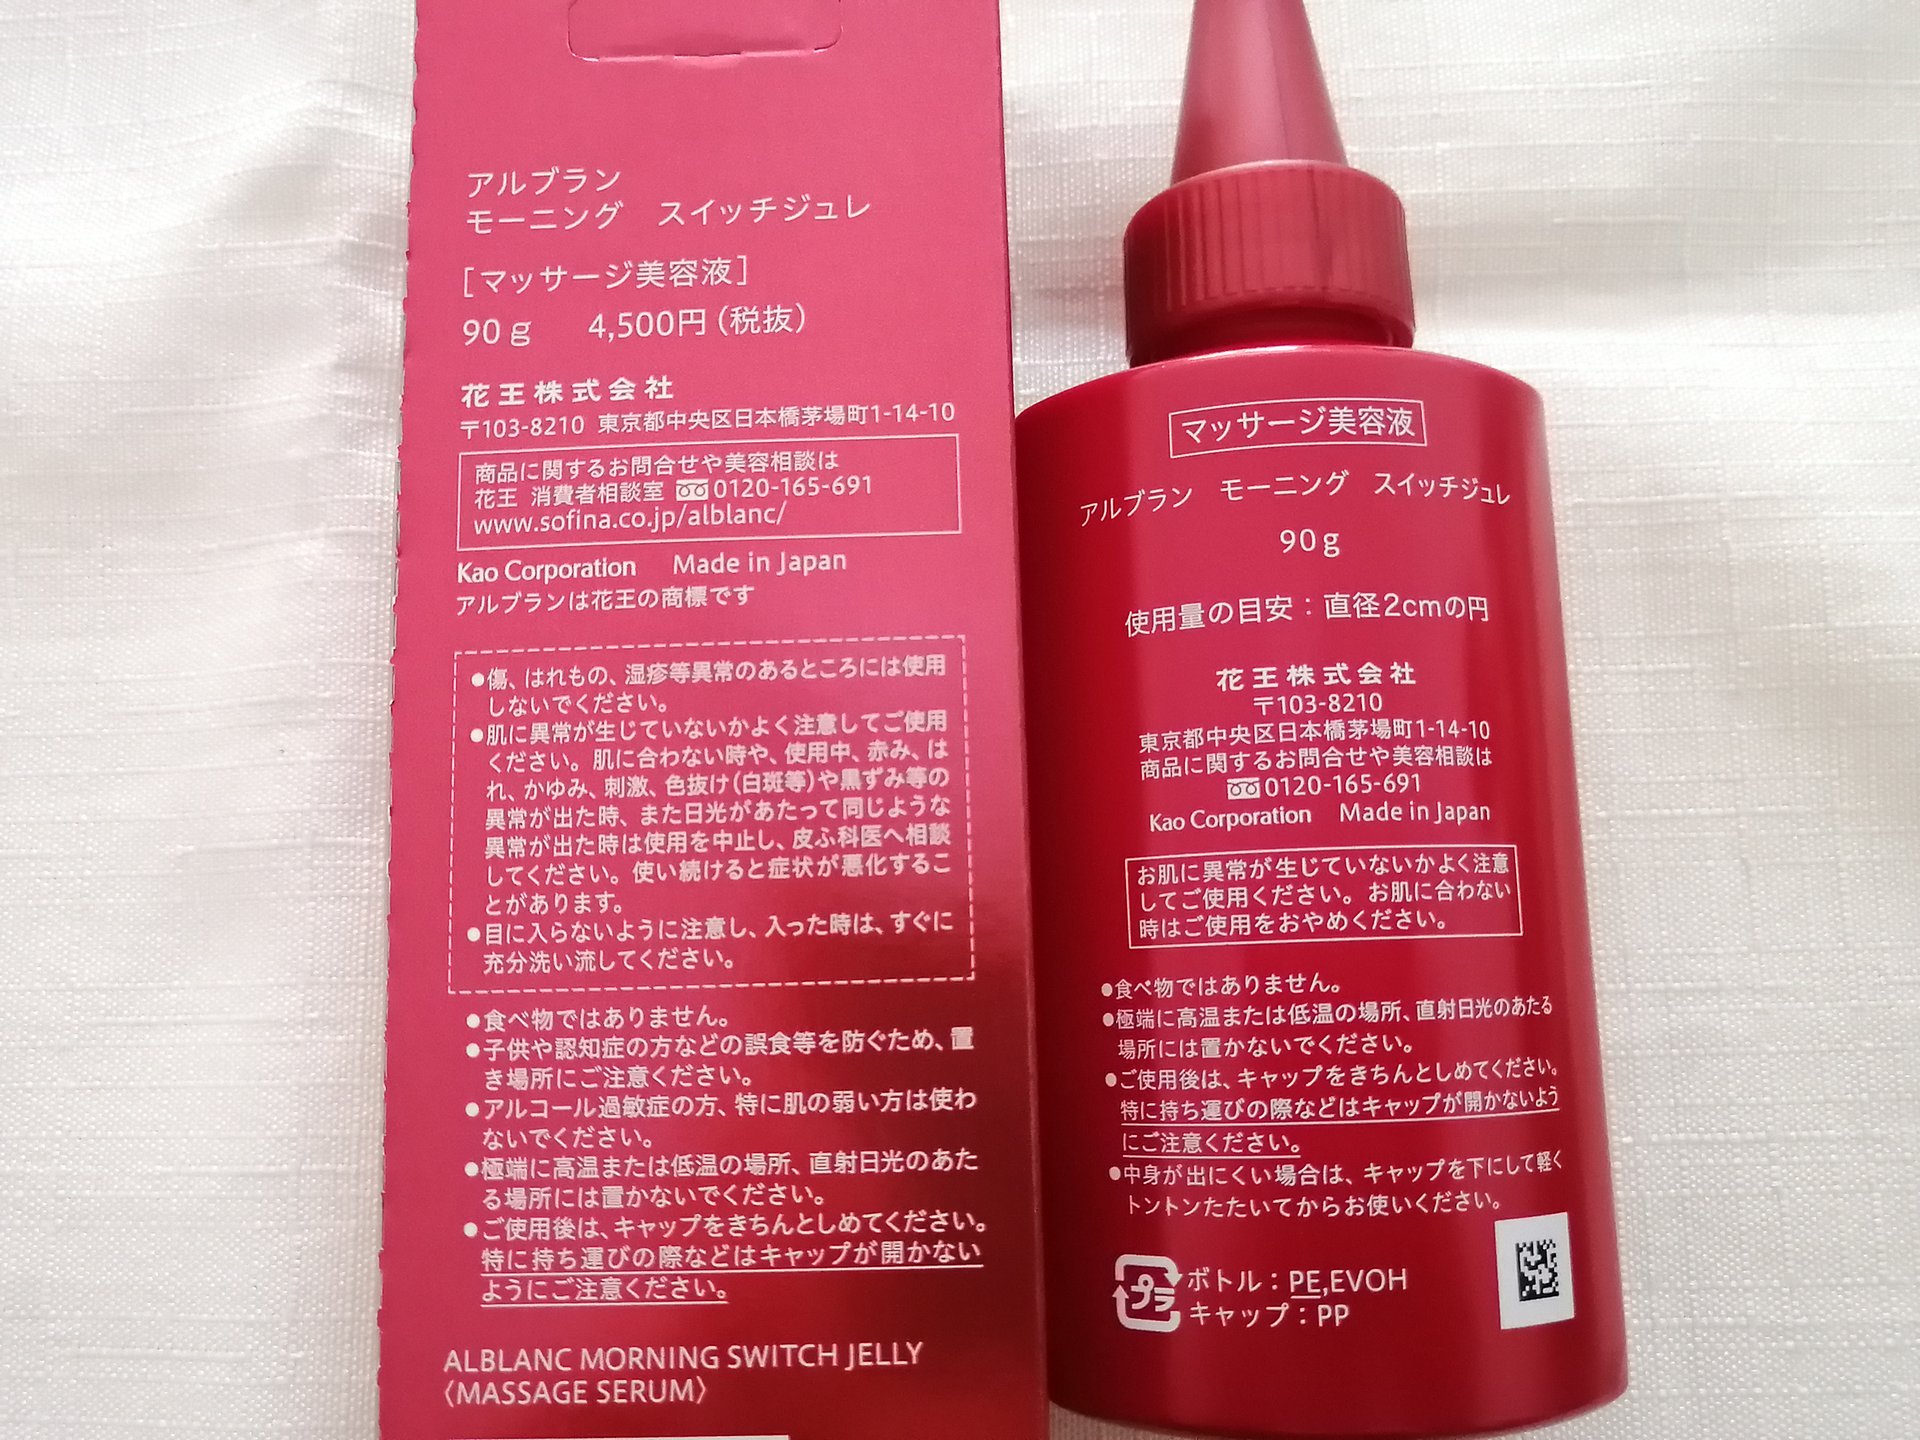 アルブラン
モーニング　スイッチジュレ
［マッサージ美容液］
90ｇ　4,500円（税抜）
花王株式会社
〒103-8210 東京都中央区日本橋茅場町1-14-10
商品に関するお問合せや美容相談は
花王 消費者相談室 0120-165-691
www.sofina.co.jp/alblanc/
Kao Corporation　Made in Japan
アルブランは花王の商標です
●傷、はれもの、湿疹等異常のあるところには使用
しないでください。
●肌に異常が生じていないかよく注意してご使用
ください。肌に合わない時や、使用中、赤み、は
れ、かゆみ、刺激、色抜け（白斑等）や黒ずみ等の
異常が出た時、また日光があたって同じような
異常が出た時は使用を中止し、皮ふ科医へ相談
してください。使い続けると症状が悪化するこ
とがあります。
●目に入らないように注意し、入った時は、すぐに
充分洗い流してください。
●食べ物ではありません。
●子供や認知症の方などの誤食等を防ぐため、置
き場所にご注意ください。
●アルコール過敏症の方、特に肌の弱い方は使わ
ないでください。
●極端に高温または低温の場所、直射日光のあた
る場所には置かないでください。
●ご使用後は、キャップをきちんとしめてください。
特に持ち運びの際などはキャップが開かない
ようにご注意ください。
ALBLANC MORNING SWITCH JELLY
〈MASSAGE SERUM〉
マッサージ美容液
アルブラン　モーニング　スイッチジュレ
90ｇ
使用量の目安：直径2cmの円
花王株式会社
〒103-8210
東京都中央区日本橋茅場町1-14-10
商品に関するお問合せや美容相談は
0120-165-691
Kao Corporation　Made in Japan
お肌に異常が生じていないかよく注意
してご使用ください。お肌に合わない
時はご使用をおやめください。
●食べ物ではありません。
●極端に高温または低温の場所、直射日光のあたる
場所には置かないでください。
●ご使用後は、キャップをきちんとしめてください。
特に持ち運びの際などはキャップが開かないよう
にご注意ください。
●中身が出にくい場合は、キャップを下にして軽く
トントンたたいてからお使いください。
プラ
ボトル：PE,EVOH
キャップ：PP